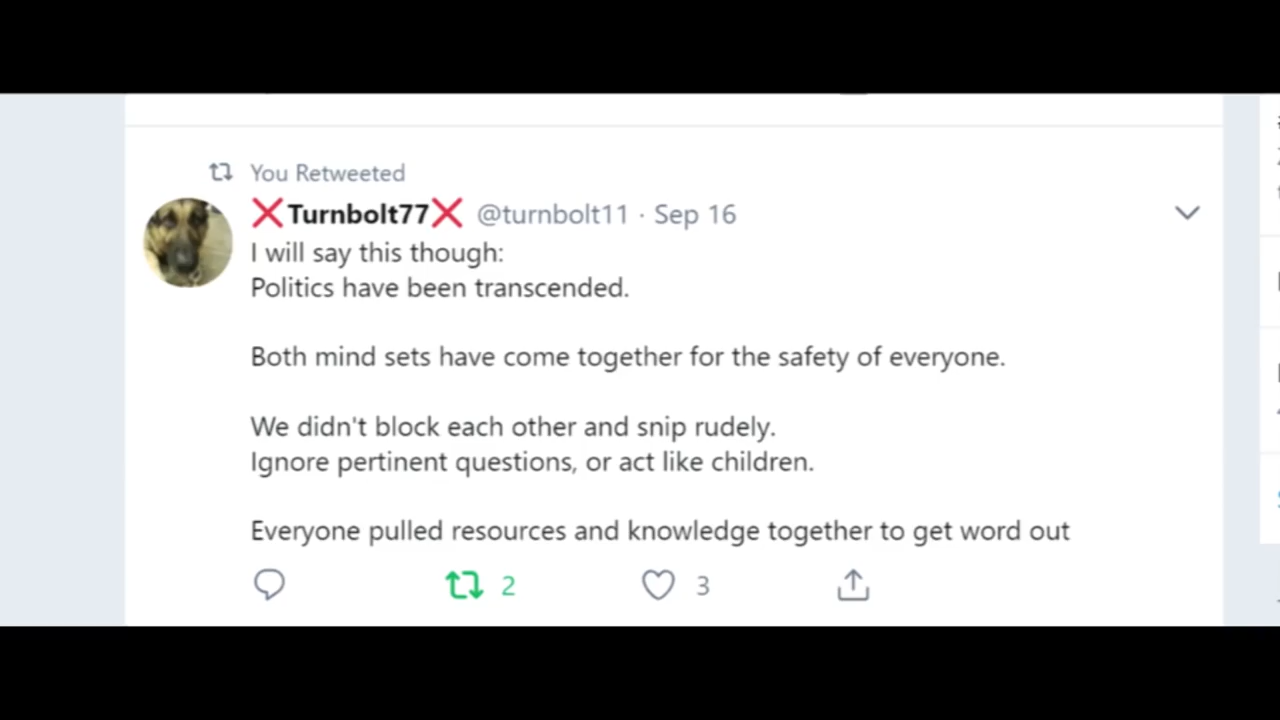 You Retweeted
❌Turnbolt77❌ @turnbolt11 · Sep 16
I will say this though:
Politics have been transcended.
Both mind sets have come together for the safety of everyone.
We didn't block each other and snip rudely.
Ignore pertinent questions, or act like children.
Everyone pulled resources and knowledge together to get word out
2 3